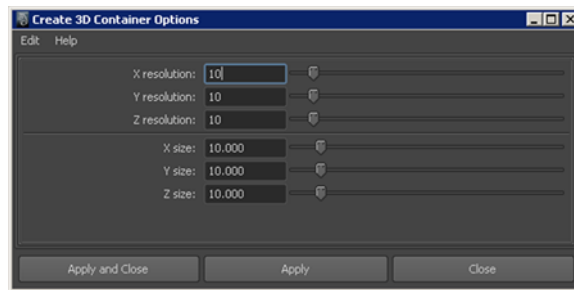 Create 3D Container Options
Edit Help
X resolution: 10
Y resolution: 10
Z resolution: 10
X size: 10.000
Y size: 10.000
Z size: 10.000
Apply and Close Apply Close